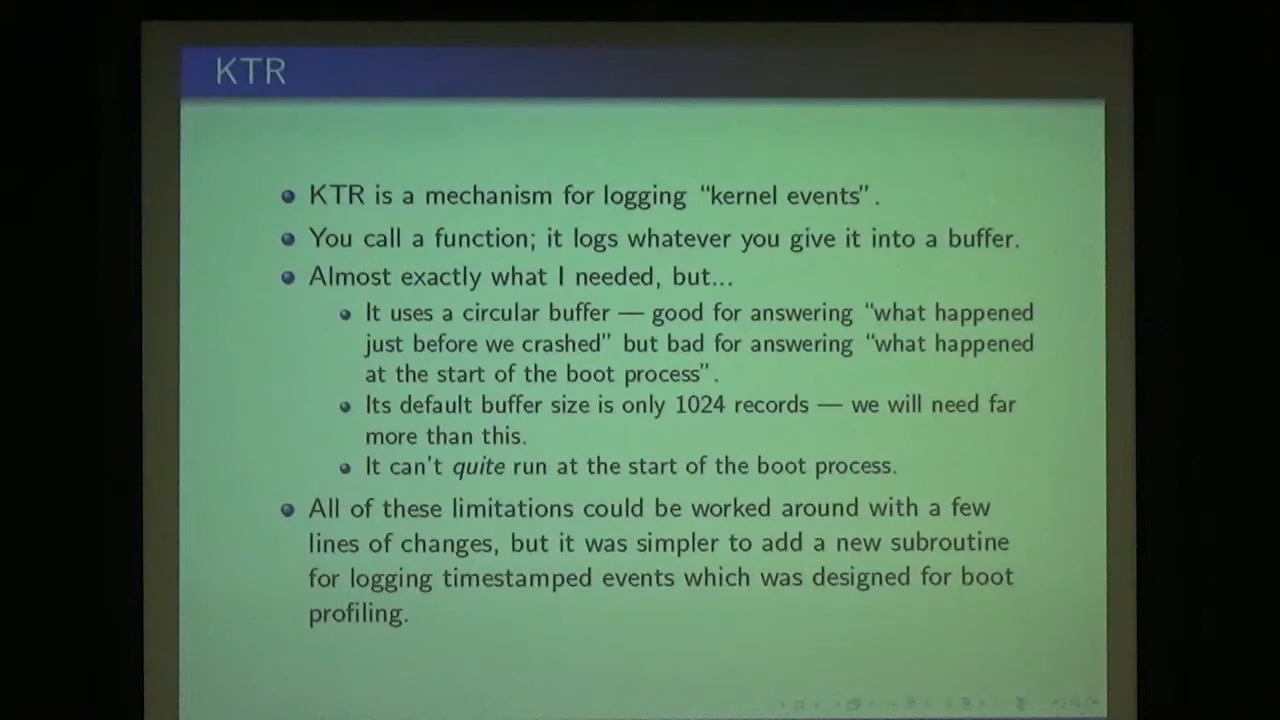 KTR
KTR is a mechanism for logging “kernel events”.
You call a function; it logs whatever you give it into a buffer.
Almost exactly what I needed, but...
It uses a circular buffer — good for answering “what happened
just before we crashed” but bad for answering “what happened
at the start of the boot process”.
Its default buffer size is only 1024 records — we will need far
more than this.
It can't quite run at the start of the boot process.
All of these limitations could be worked around with a few
lines of changes, but it was simpler to add a new subroutine
for logging timestamped events which was designed for boot
profiling.